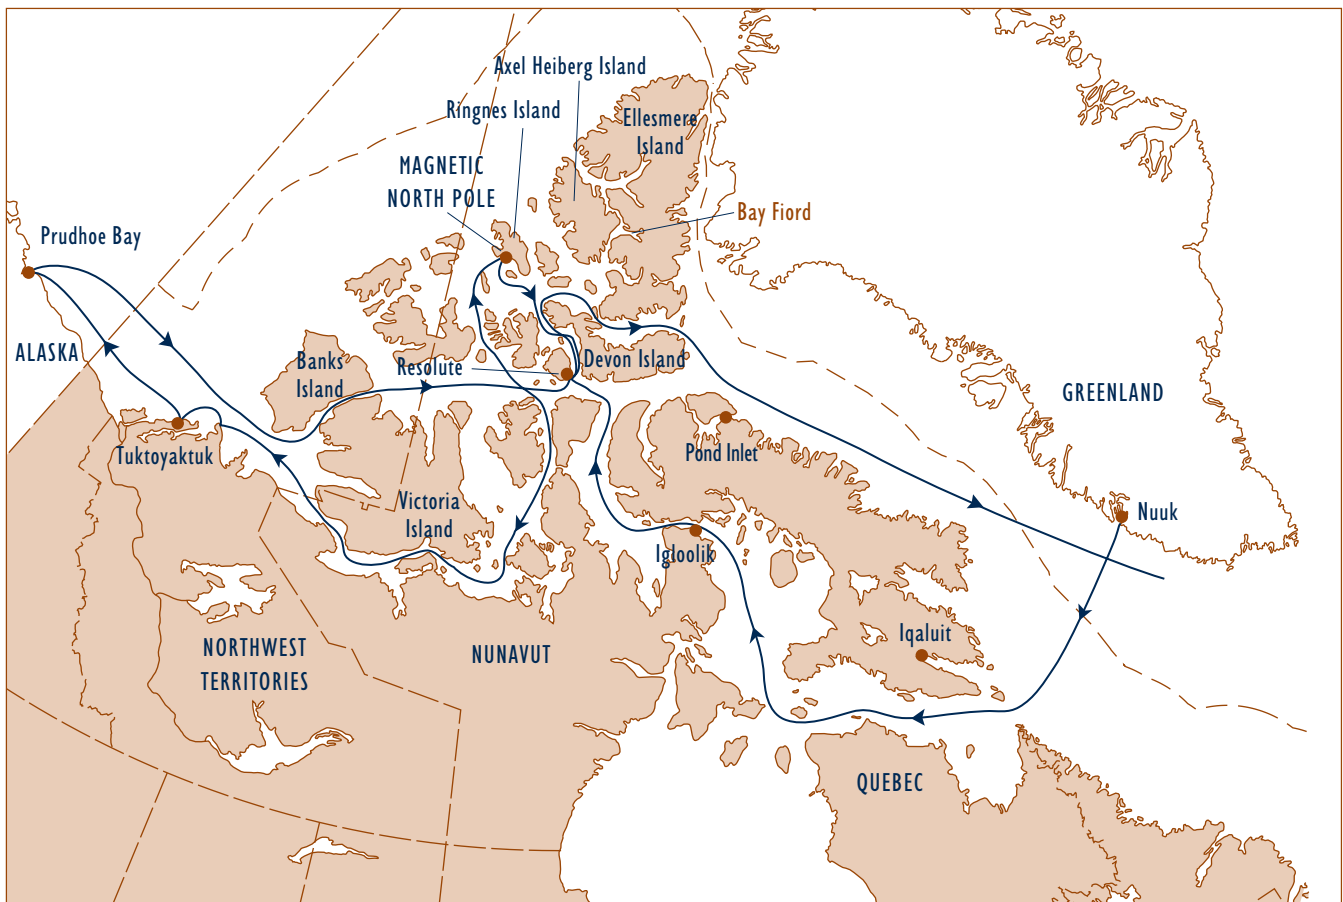 Axel Heiberg Island
Ringnes Island
Ellesmere
Island
MAGNETIC
NORTH POLE
Bay Fiord
Prudhoe Bay
ALASKA
Banks
Island
Resolute
Devon Island
GREENLAND
Tuktoyaktuk
Pond Inlet
Victoria
Island
Nuuk
Igloolik
Iqaluit
NORTHWEST
TERRITORIES
NUNAVUT
QUEBEC